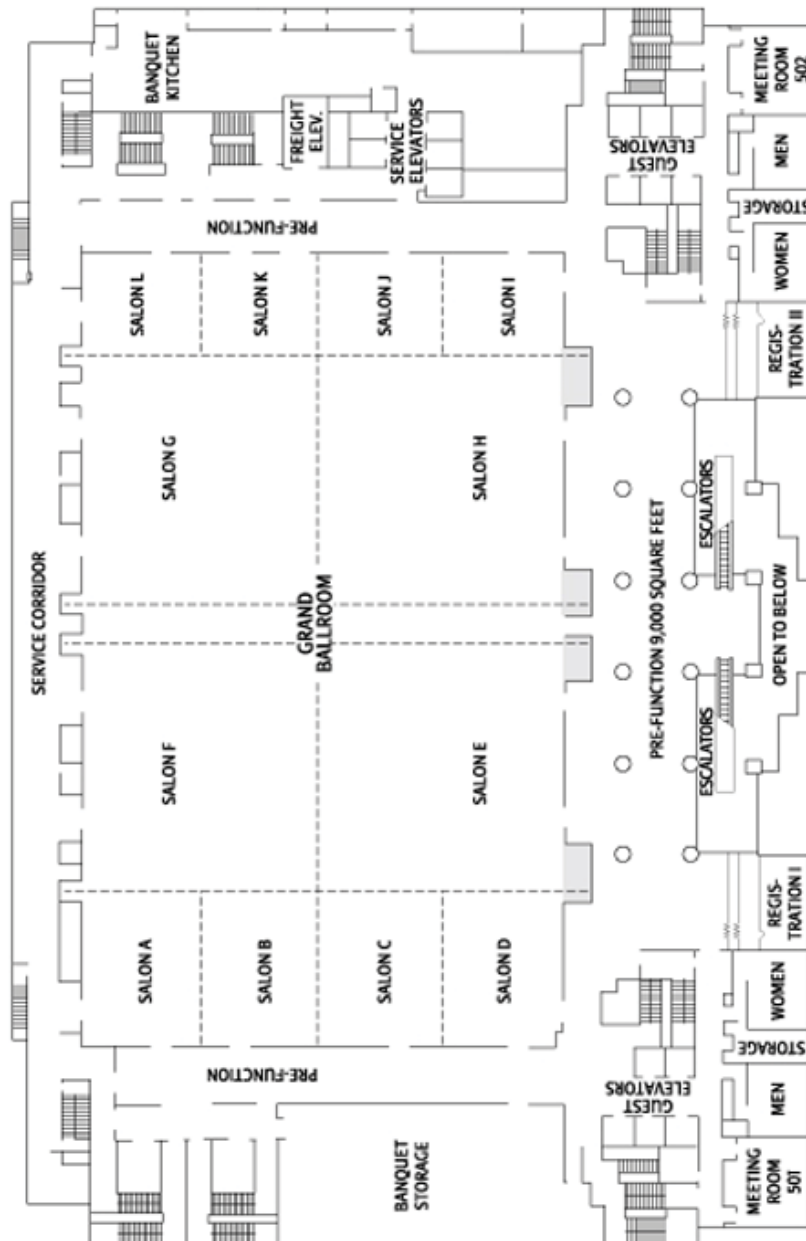 BANQUET
KITCHEN
FREIGHT
ELEV.
SERVICE
ELEVATORS
GUEST
ELEVATORS
MEETING
ROOM
502
MEN
STORAGE
WOMEN
PRE-FUNCTION
SALON L
SALON K
SALON J
SALON I
REGIS-
TRATION II
SALON G
SALON H
ESCALATORS
SERVICE CORRIDOR
GRAND
BALLROOM
PRE-FUNCTION 9,000 SQUARE FEET
OPEN TO BELOW
SALON F
SALON E
ESCALATORS
REGIS-
TRATION I
SALON A
SALON B
SALON C
SALON D
WOMEN
STORAGE
PRE-FUNCTION
GUEST
ELEVATORS
MEN
BANQUET
STORAGE
MEETING
ROOM
501